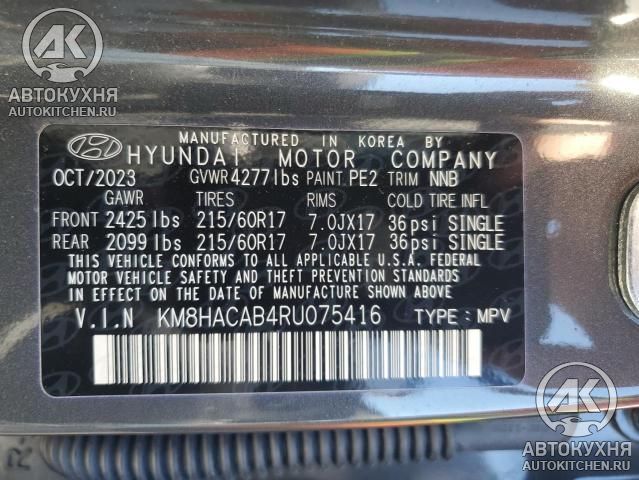 АК
АВТОКУХНЯ
AUTOKITCHEN.RU
MANUFACTURED IN KOREA BY
HYUNDAI MOTOR COMPANY
OCT/2023 GVWR 4277 lbs PAINT PE2 TRIM NNB
GAWR TIRES RIMS COLD TIRE INFL
FRONT 2425 lbs 215/60R17 7.0JX17 36psi SINGLE
REAR 2099 lbs 215/60R17 7.0JX17 36psi SINGLE
THIS VEHICLE CONFORMS TO ALL APPLICABLE U.S.A. FEDERAL
MOTOR VEHICLE SAFETY AND THEFT PREVENTION STANDARDS
IN EFFECT ON THE DATE OF MANUFACTURE SHOWN ABOVE.
V.I.N KM8HACAB4RU075416 TYPE : MPV
АК
АВТОКУХНЯ
AUTOKITCHEN.RU